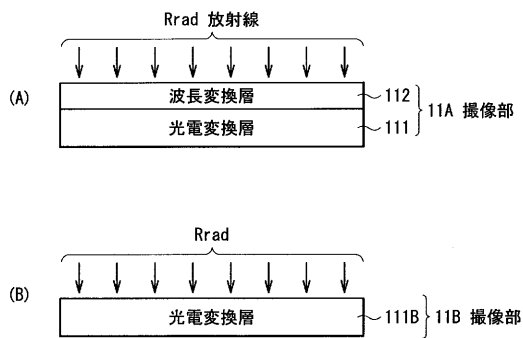 Rrad 放射線
(A)
波長変換層
112
光電変換層
111
11A 撮像部
Rrad
(B)
光電変換層
111B
11B 撮像部